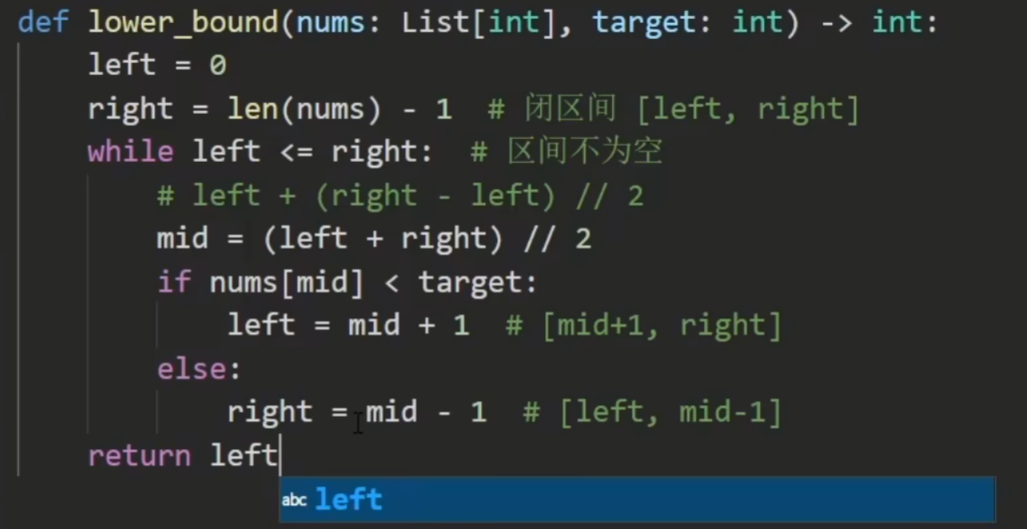 def lower_bound(nums: List[int], target: int) -> int:
    left = 0
    right = len(nums) - 1  # 闭区间 [left, right]
    while left <= right:  # 区间不为空
        # left + (right - left) // 2
        mid = (left + right) // 2
        if nums[mid] < target:
            left = mid + 1  # [mid+1, right]
        else:
            right = mid - 1  # [left, mid-1]
    return left
abc left